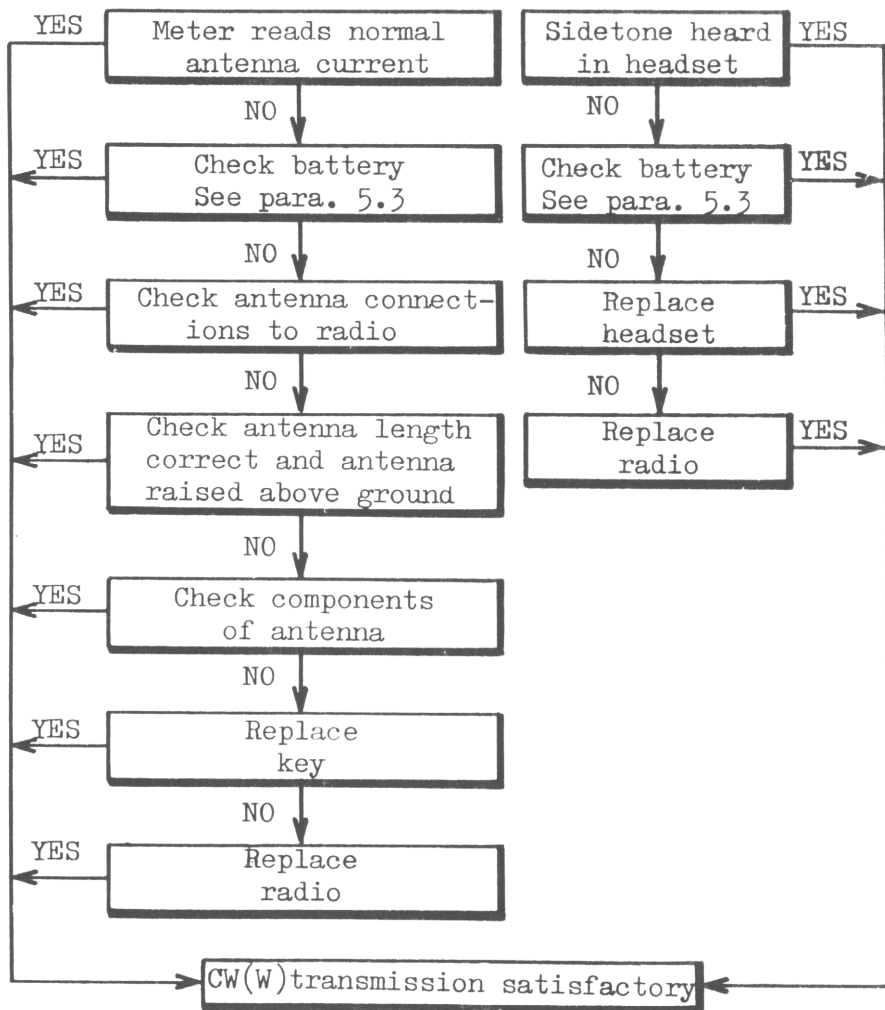 YES
Meter reads normal
antenna current
NO
YES
Check battery
See para. 5.3
NO
YES
Check antenna connect-
ions to radio
NO
YES
Check antenna length
correct and antenna
raised above ground
NO
YES
Check components
of antenna
NO
YES
Replace
key
NO
YES
Replace
radio
Sidetone heard
in headset
YES
NO
Check battery
See para. 5.3
YES
NO
Replace
headset
YES
NO
Replace
radio
YES
CW(W)transmission satisfactory